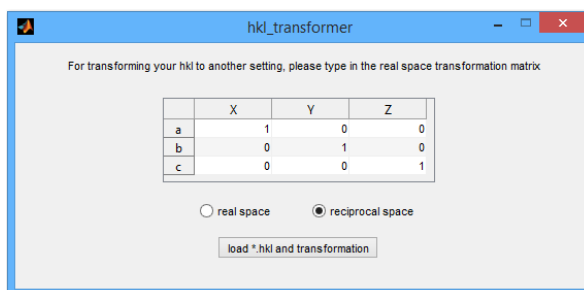 hkl_transformer
For transforming your hkl to another setting, please type in the real space transformation matrix
X Y Z
a 1 0 0
b 0 1 0
c 0 0 1
real space reciprocal space
load *.hkl and transformation